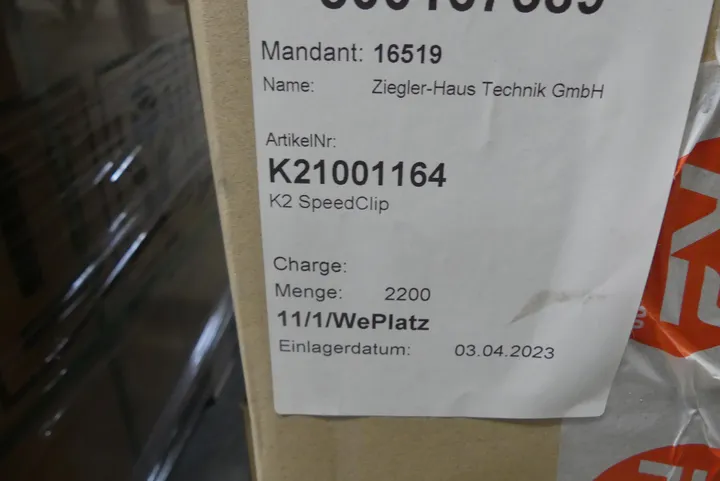 Mandant: 16519
Name: Ziegler-Haus Technik GmbH
ArtikelNr:
K21001164
K2 SpeedClip
Charge:
Menge: 2200
11/1/WePlatz
Einlagerdatum: 03.04.2023